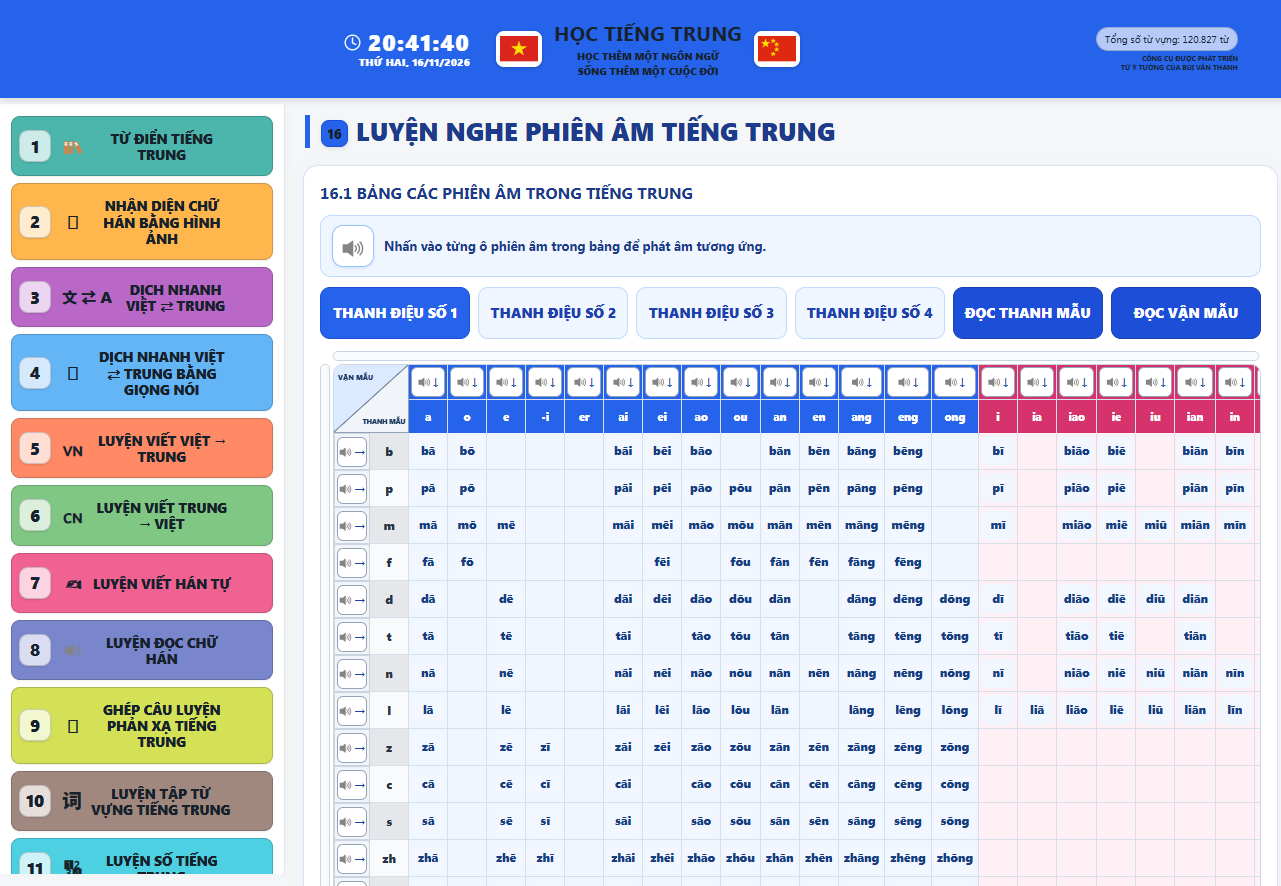 20:41:40
THỨ HAI, 16/11/2026
HỌC TIẾNG TRUNG
HỌC THÊM MỘT NGÔN NGỮ
SỐNG THÊM MỘT CUỘC ĐỜI
Tổng số từ vựng: 120.827 từ
CÔNG CỤ ĐƯỢC PHÁT TRIỂN
TỪ Ý TƯỞNG CỦA BÙI VĂN THANH
1 TỪ ĐIỂN TIẾNG
TRUNG
2 NHẬN DIỆN CHỮ
HÁN BẰNG HÌNH
ẢNH
3 文 ⇄ A DỊCH NHANH
VIỆT ⇄ TRUNG
4 DỊCH NHANH VIỆT
⇄ TRUNG BẰNG
GIỌNG NÓI
5 VN LUYỆN VIẾT VIỆT →
TRUNG
6 CN LUYỆN VIẾT TRUNG
→ VIỆT
7 LUYỆN VIẾT HÁN TỰ
8 LUYỆN ĐỌC CHỮ
HÁN
9 GHÉP CÂU LUYỆN
PHẢN XẠ TIẾNG
TRUNG
10 词 LUYỆN TẬP TỪ
VỰNG TIẾNG TRUNG
11 LUYỆN SỐ TIẾNG
TRUNG
16 LUYỆN NGHE PHIÊN ÂM TIẾNG TRUNG
16.1 BẢNG CÁC PHIÊN ÂM TRONG TIẾNG TRUNG
Nhấn vào từng ô phiên âm trong bảng để phát âm tương ứng.
THANH ĐIỆU SỐ 1 THANH ĐIỆU SỐ 2 THANH ĐIỆU SỐ 3 THANH ĐIỆU SỐ 4 ĐỌC THANH MẪU ĐỌC VẬN MẪU
VẬN MẪU
↓ ↓ ↓ ↓ ↓ ↓ ↓ ↓ ↓ ↓ ↓ ↓ ↓ ↓ ↓ ↓ ↓ ↓ ↓ ↓ ↓
THANH MẪU a o e -i er ai ei ao ou an en ang eng ong i ia iao ie iu ian in
→ b bā bō bāi bēi bāo bān bēn bāng bēng bī biāo biē biān bīn
→ p pā pō pāi pēi pāo pōu pān pēn pāng pēng pī piāo piē piān pīn
→ m mā mō mē māi mēi māo mōu mān mēn māng mēng mī miāo miē miū miān mīn
→ f fā fō fēi fōu fān fēn fāng fēng
→ d dā dē dāi dēi dāo dōu dān dāng dēng dōng dī diāo diē diū diān
→ t tā tē tāi tāo tōu tān tāng tēng tōng tī tiāo tiē tiān
→ n nā nē nāi nēi nāo nōu nān nēn nāng nēng nōng nī niāo niē niū niān nīn
→ l lā lē lāi lēi lāo lōu lān lāng lēng lōng lī liā liāo liē liū liān līn
→ z zā zē zī zāi zēi zāo zōu zān zēn zāng zēng zōng
→ c cā cē cī cāi cāo cōu cān cēn cāng cēng cōng
→ s sā sē sī sāi sāo sōu sān sēn sāng sēng sōng
→ zh zhā zhē zhī zhāi zhēi zhāo zhōu zhān zhēn zhāng zhēng zhōng